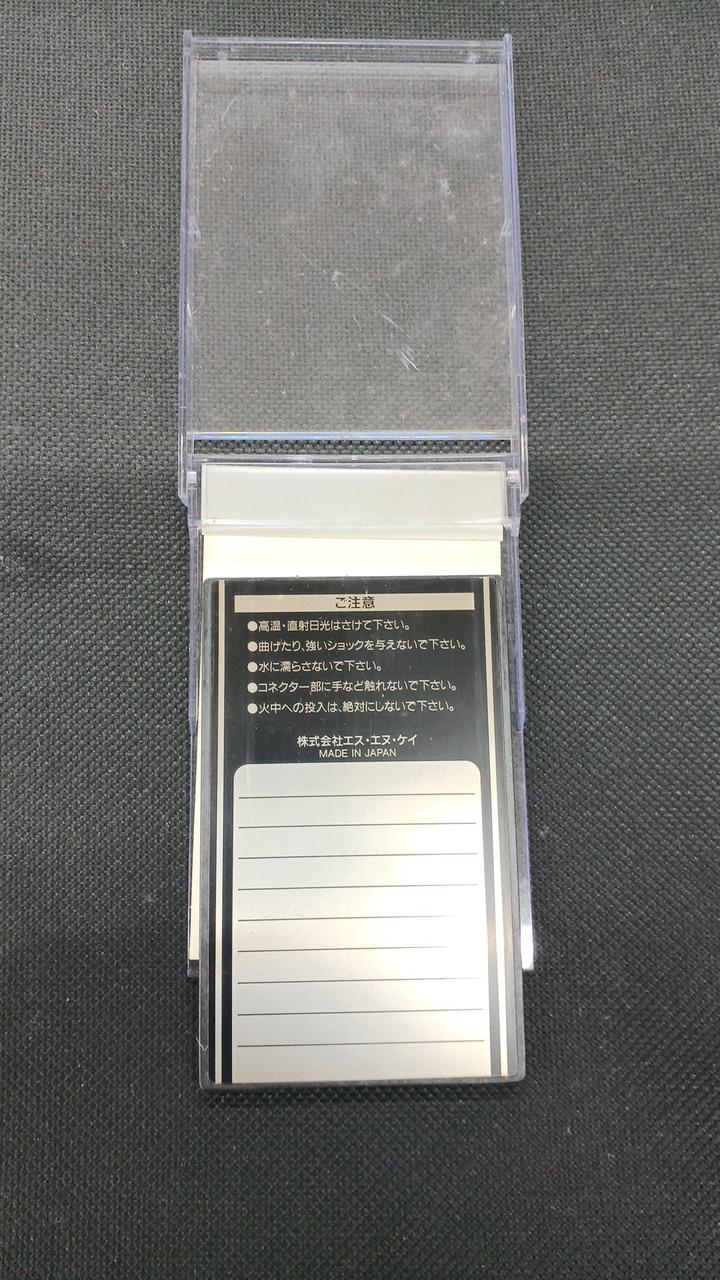 ご注意
●高温・直射日光はさけて下さい。
●曲げたり、強いショックを与えないで下さい。
●水に濡らさないで下さい。
●コネクター部に手など触れないで下さい。
●火中への投入は、絶対にしないで下さい。
株式会社エス・エヌ・ケイ
MADE IN JAPAN